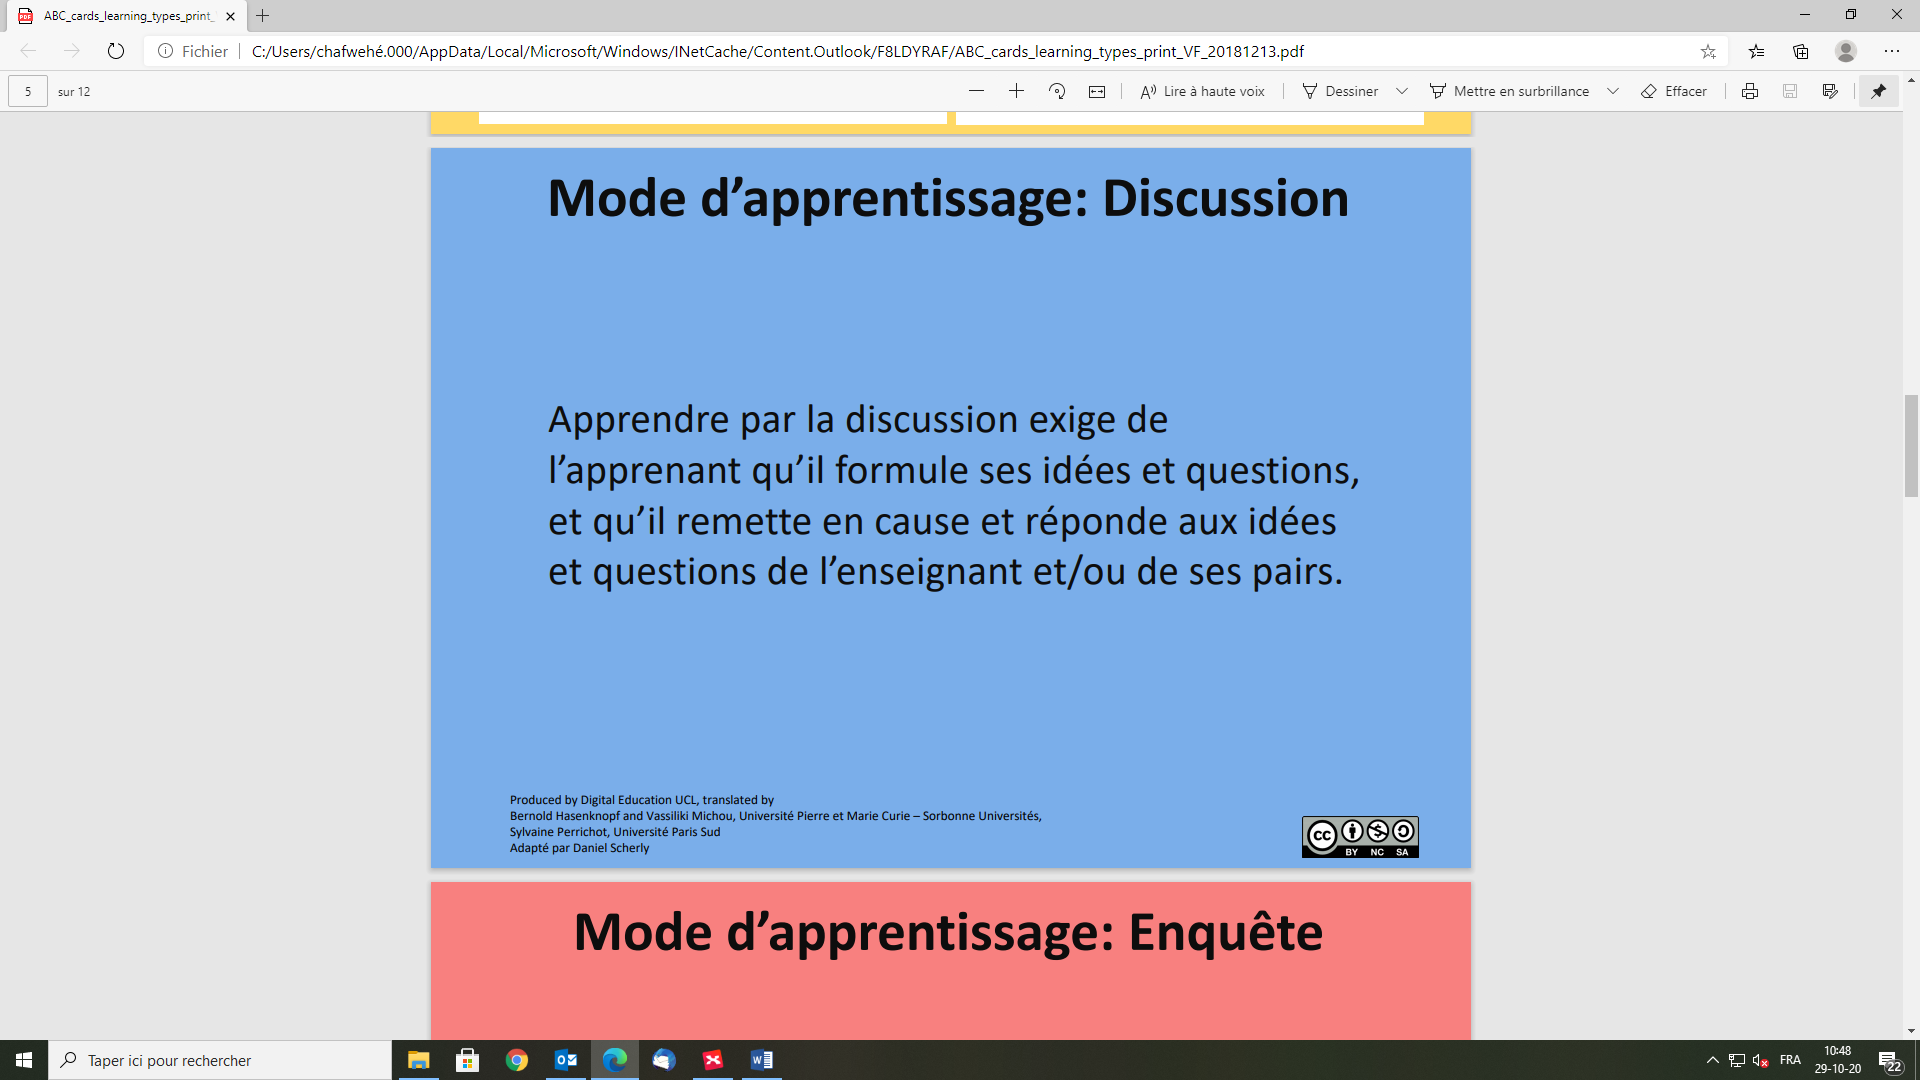 ABC_cards_learning_types_print_
Fichier
C:/Users/chafwehé.000/AppData/Local/Microsoft/Windows/INetCache/Content.Outlook/F8LDYRAF/ABC_cards_learning_types_print_VF_20181213.pdf
5 sur 12
Lire à haute voix
Dessiner
Mettre en surbrillance
Effacer
Mode d’apprentissage: Discussion
Apprendre par la discussion exige de
l’apprenant qu’il formule ses idées et questions,
et qu’il remette en cause et réponde aux idées
et questions de l’enseignant et/ou de ses pairs.
Produced by Digital Education UCL, translated by
Bernold Hasenknopf and Vassiliki Michou, Université Pierre et Marie Curie – Sorbonne Universités,
Sylvaine Perrichot, Université Paris Sud
Adapté par Daniel Scherly
cc BY NC SA
Mode d’apprentissage: Enquête
Taper ici pour rechercher
FRA
10:48
29-10-20
22